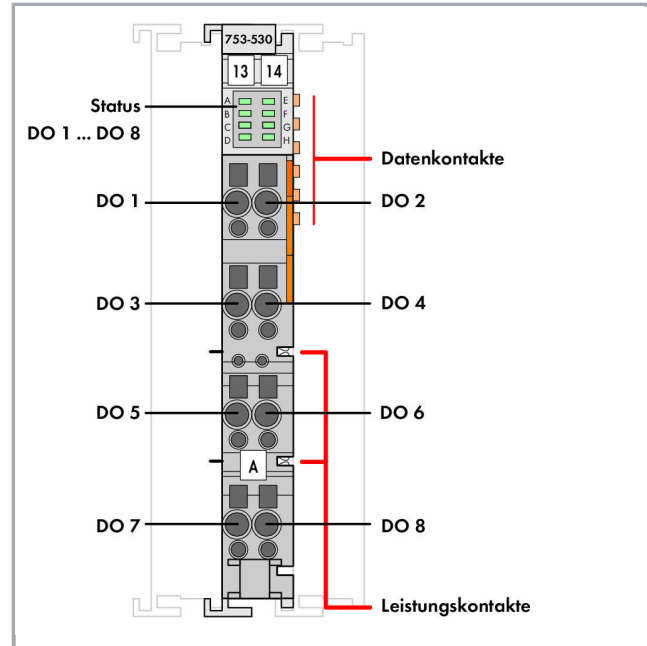 753-530
13 14
Status
DO 1 ... DO 8
A E
B F
C G
D H
Datenkontakte
DO 1 DO 2
DO 3 DO 4
DO 5 DO 6
A
DO 7 DO 8
Leistungskontakte